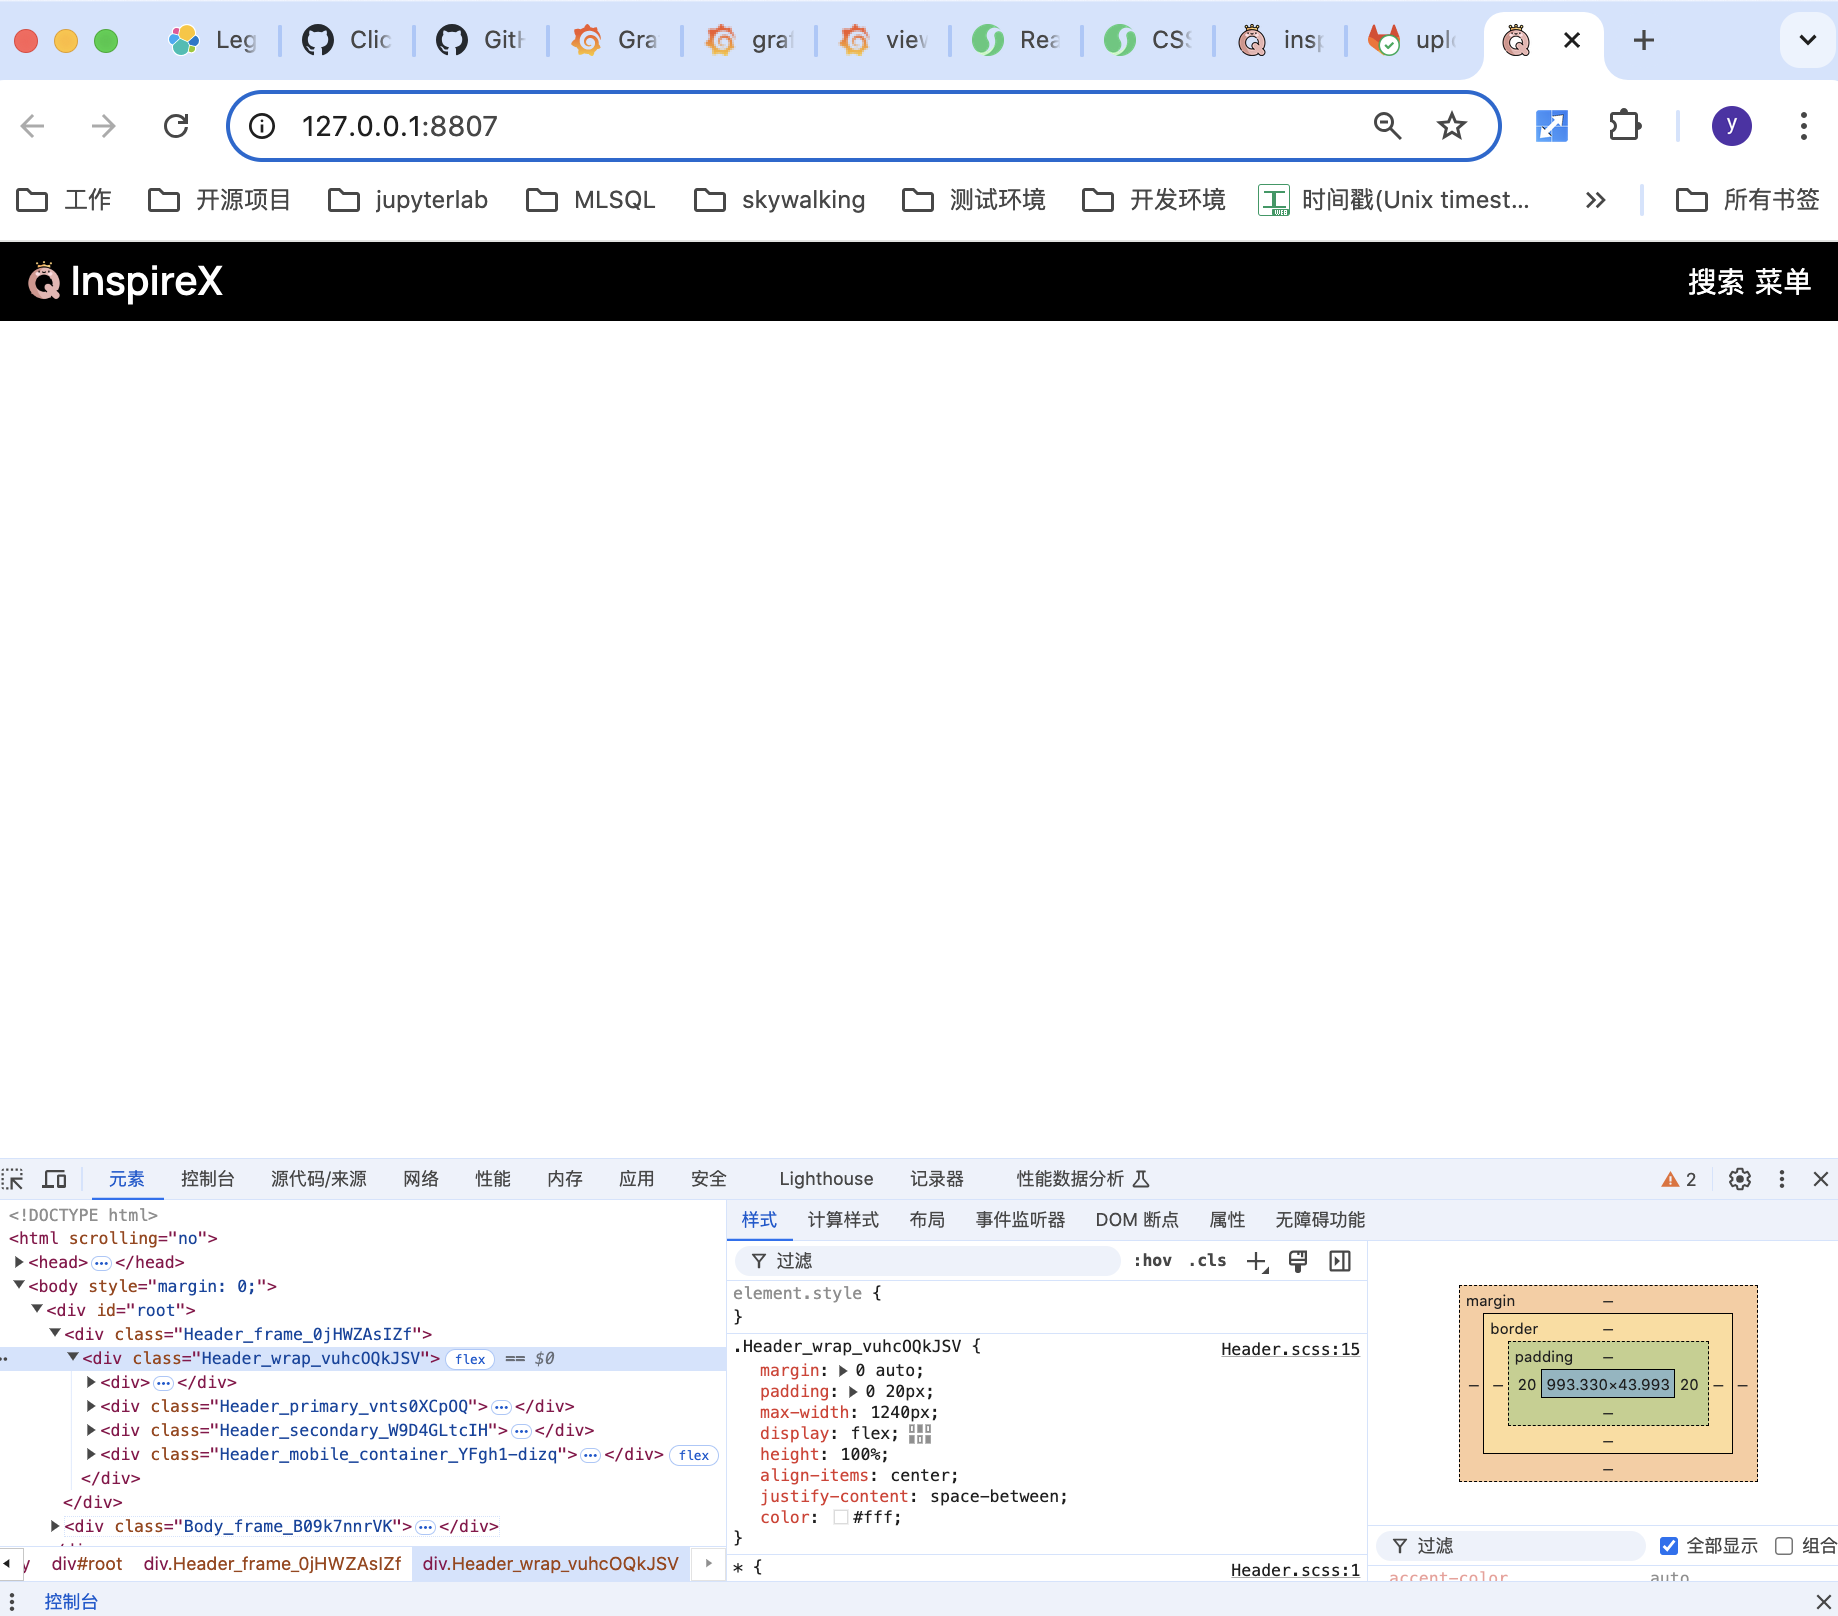 Leg Clic GitH Gra graf view Rea CSS insp uplo
127.0.0.1:8807 y
工作 开源项目 jupyterlab MLSQL skywalking 测试环境 开发环境 时间戳(Unix timest... » 所有书签
InspireX 搜索 菜单
元素 控制台 源代码/来源 网络 性能 内存 应用 安全 Lighthouse 记录器 性能数据分析 2
<!DOCTYPE html>
<html scrolling="no">
<head> ••• </head>
<body style="margin: 0;">
<div id="root">
<div class="Header_frame_0jHWZAsIZf">
<div class="Header_wrap_vuhcOQkJSV"> flex == $0
<div> ••• </div>
<div class="Header_primary_vnts0XCpOQ"> ••• </div>
<div class="Header_secondary_W9D4GLtcIH"> ••• </div>
<div class="Header_mobile_container_YFgh1-dizq"> ••• </div> flex
</div>
</div>
<div class="Body_frame_B09k7nnrVK"> ••• </div>
y div#root div.Header_frame_0jHWZAsIZf div.Header_wrap_vuhcOQkJSV
样式 计算样式 布局 事件监听器 DOM 断点 属性 无障碍功能
过滤 :hov .cls
element.style {
}
.Header_wrap_vuhcOQkJSV { Header.scss:15
margin: 0 auto;
padding: 0 20px;
max-width: 1240px;
display: flex;
height: 100%;
align-items: center;
justify-content: space-between;
color: #fff;
}
* { Header.scss:1
margin –
border –
padding –
– – 20 993.330×43.993 20 – –
–
–
–
过滤 全部显示 组合
accent-color auto
控制台